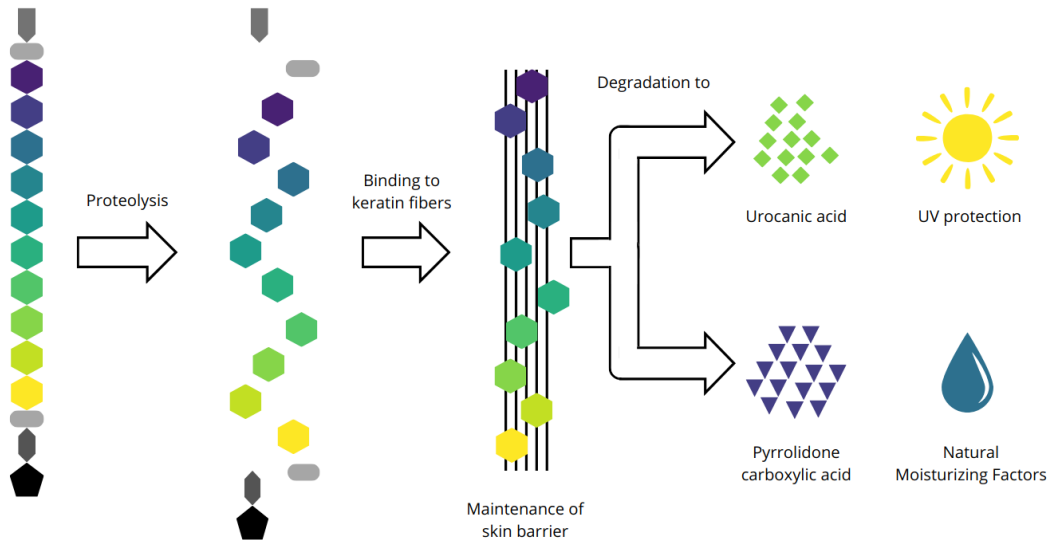 Proteolysis
Binding to
keratin fibers
Maintenance of
skin barrier
Degradation to
Urocanic acid
UV protection
Pyrrolidone
carboxylic acid
Natural
Moisturizing Factors